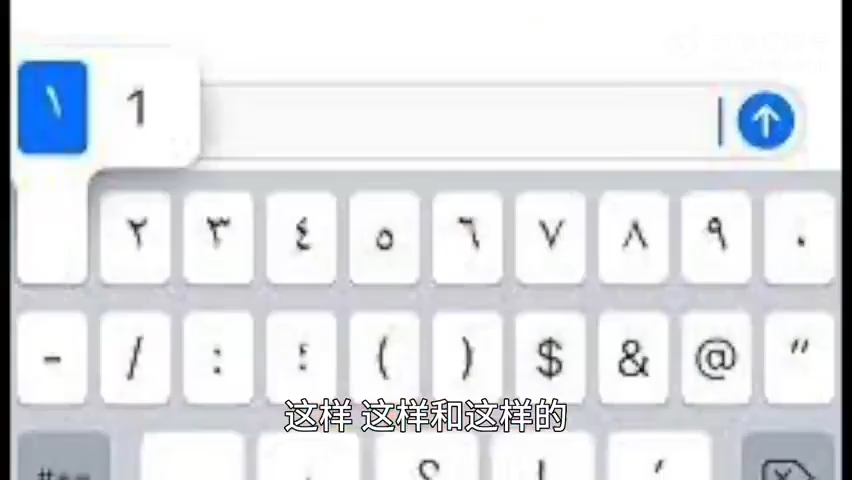 ١ 1
٢ ٣ ٤ ٥ ٦ ٧ ٨ ٩ ٠
- / : ؛ ( ) $ & @ "
这样 这样和这样的
؟ ! ،